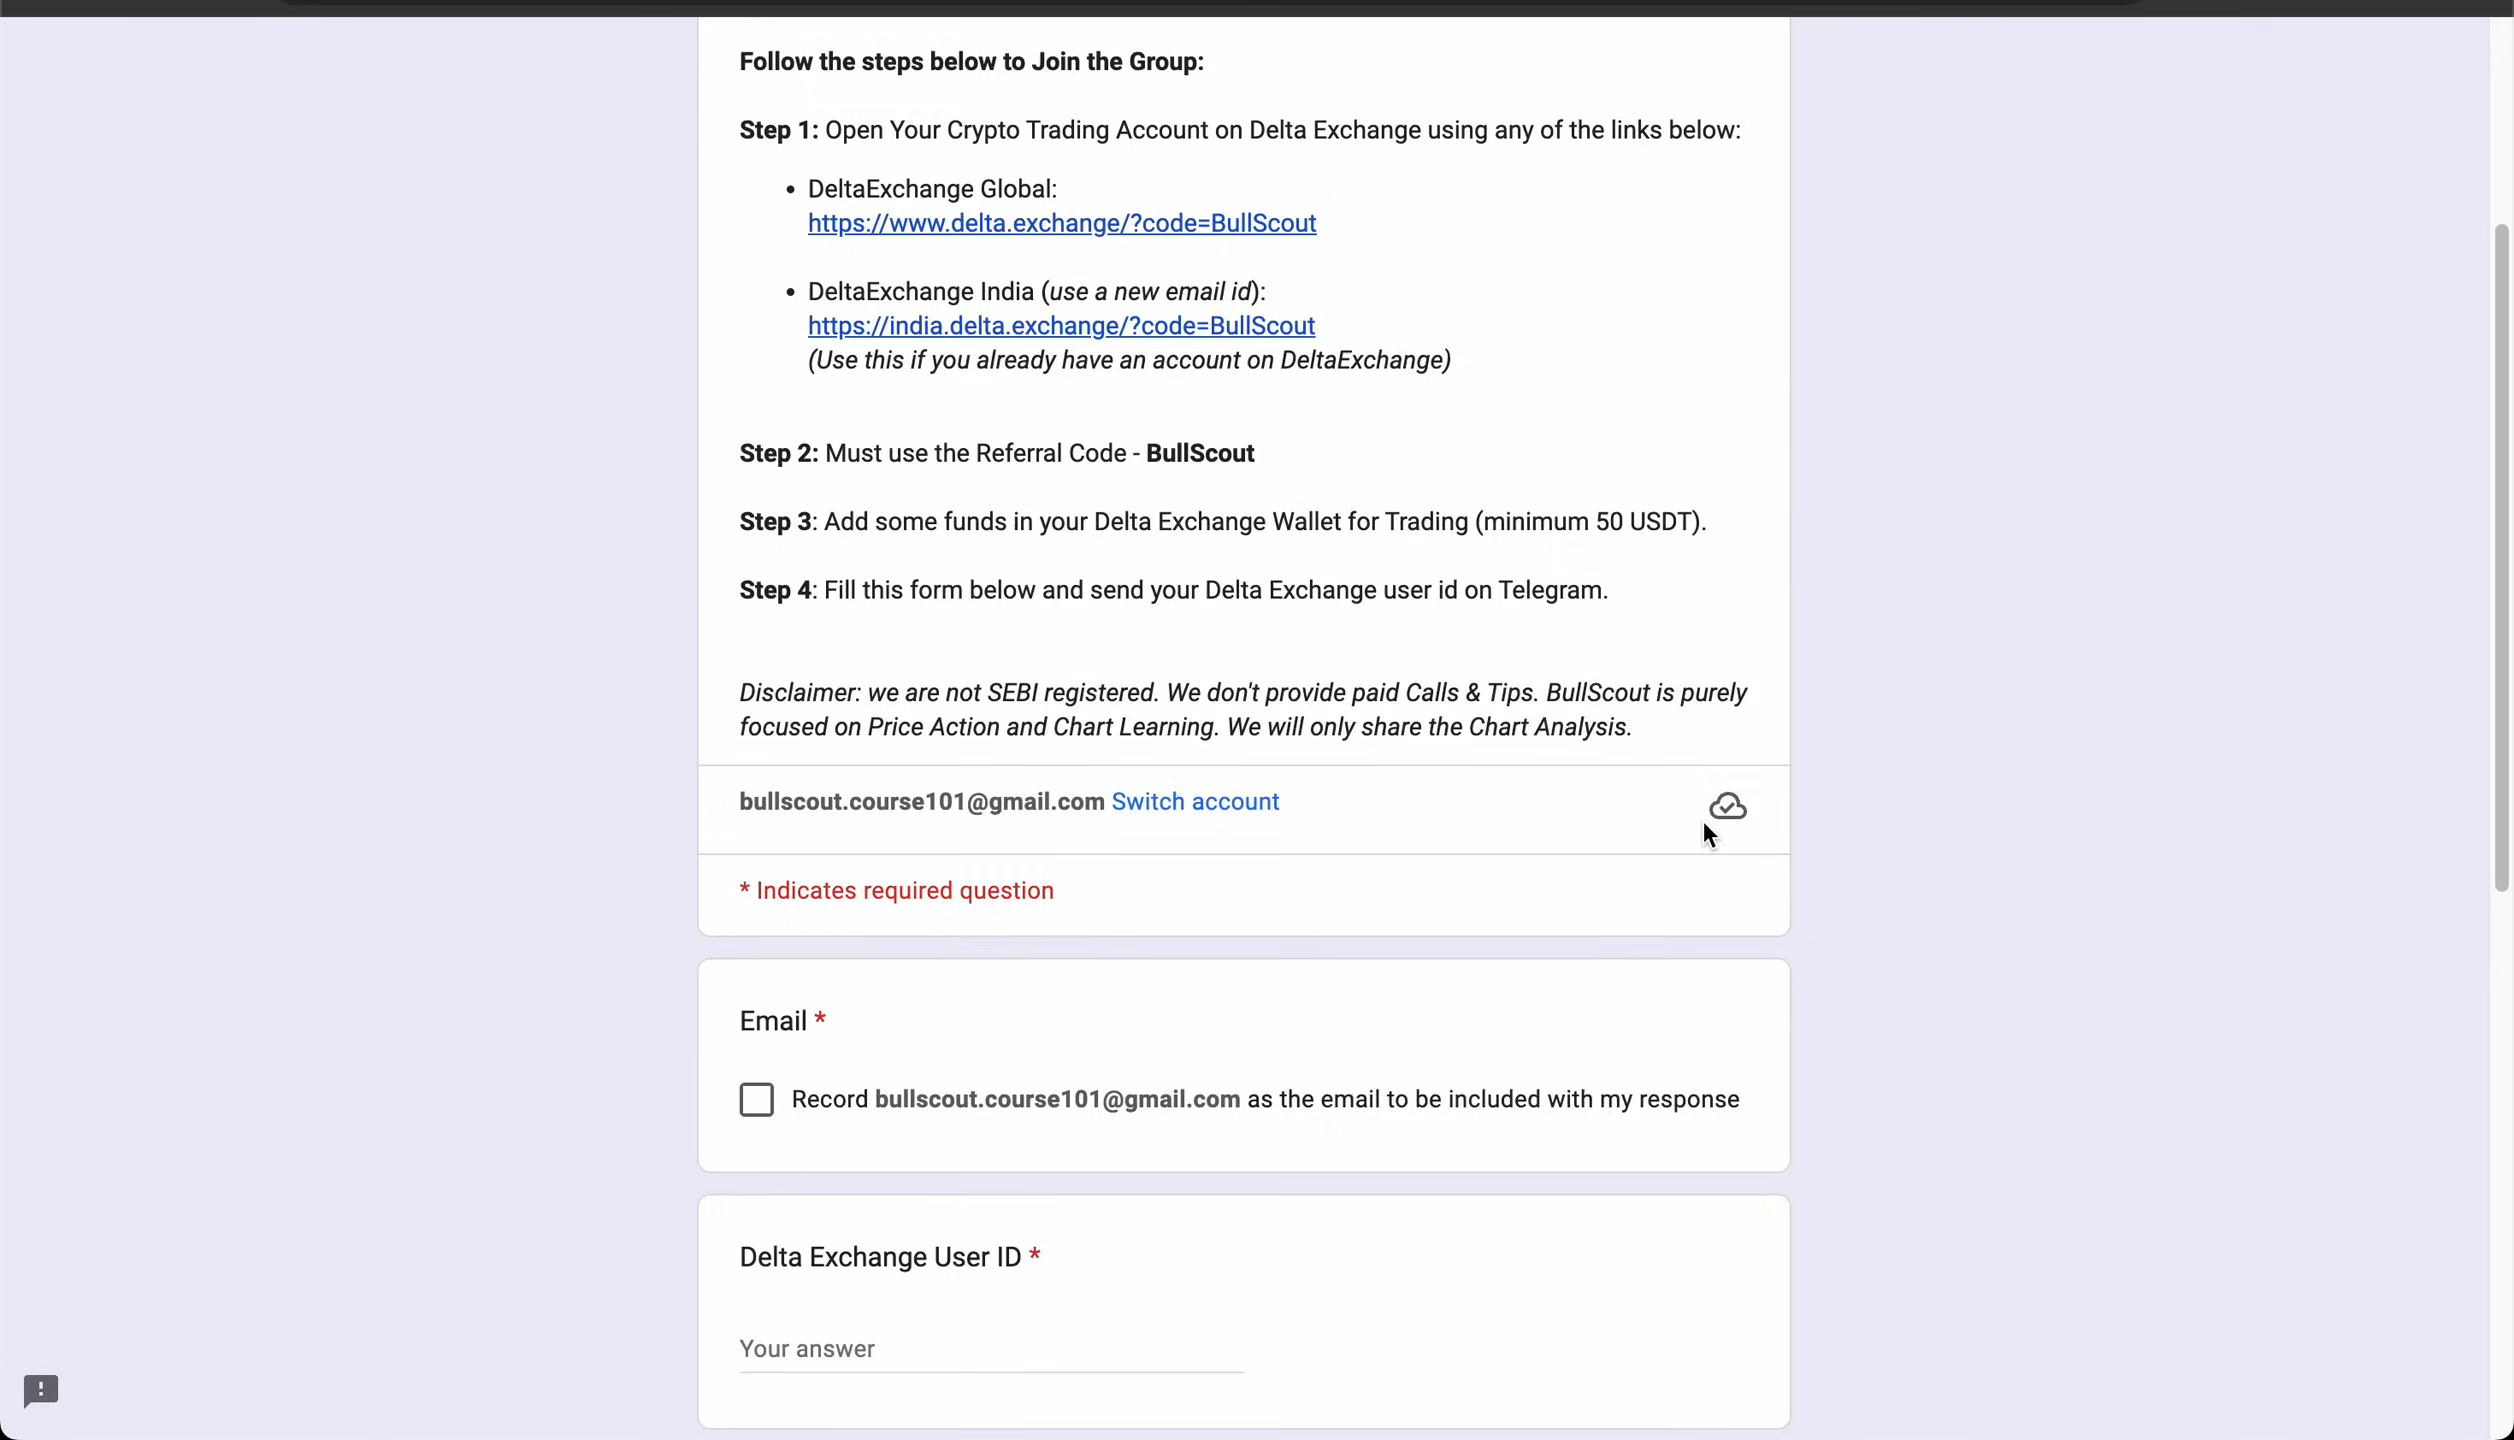 Follow the steps below to Join the Group:
Step 1: Open Your Crypto Trading Account on Delta Exchange using any of the links below:
• DeltaExchange Global:
https://www.delta.exchange/?code=BullScout
• DeltaExchange India (use a new email id):
https://india.delta.exchange/?code=BullScout
(Use this if you already have an account on DeltaExchange)
Step 2: Must use the Referral Code - BullScout
Step 3: Add some funds in your Delta Exchange Wallet for Trading (minimum 50 USDT).
Step 4: Fill this form below and send your Delta Exchange user id on Telegram.
Disclaimer: we are not SEBI registered. We don't provide paid Calls & Tips. BullScout is purely
focused on Price Action and Chart Learning. We will only share the Chart Analysis.
bullscout.course101@gmail.com Switch account
* Indicates required question
Email *
Record bullscout.course101@gmail.com as the email to be included with my response
Delta Exchange User ID *
Your answer